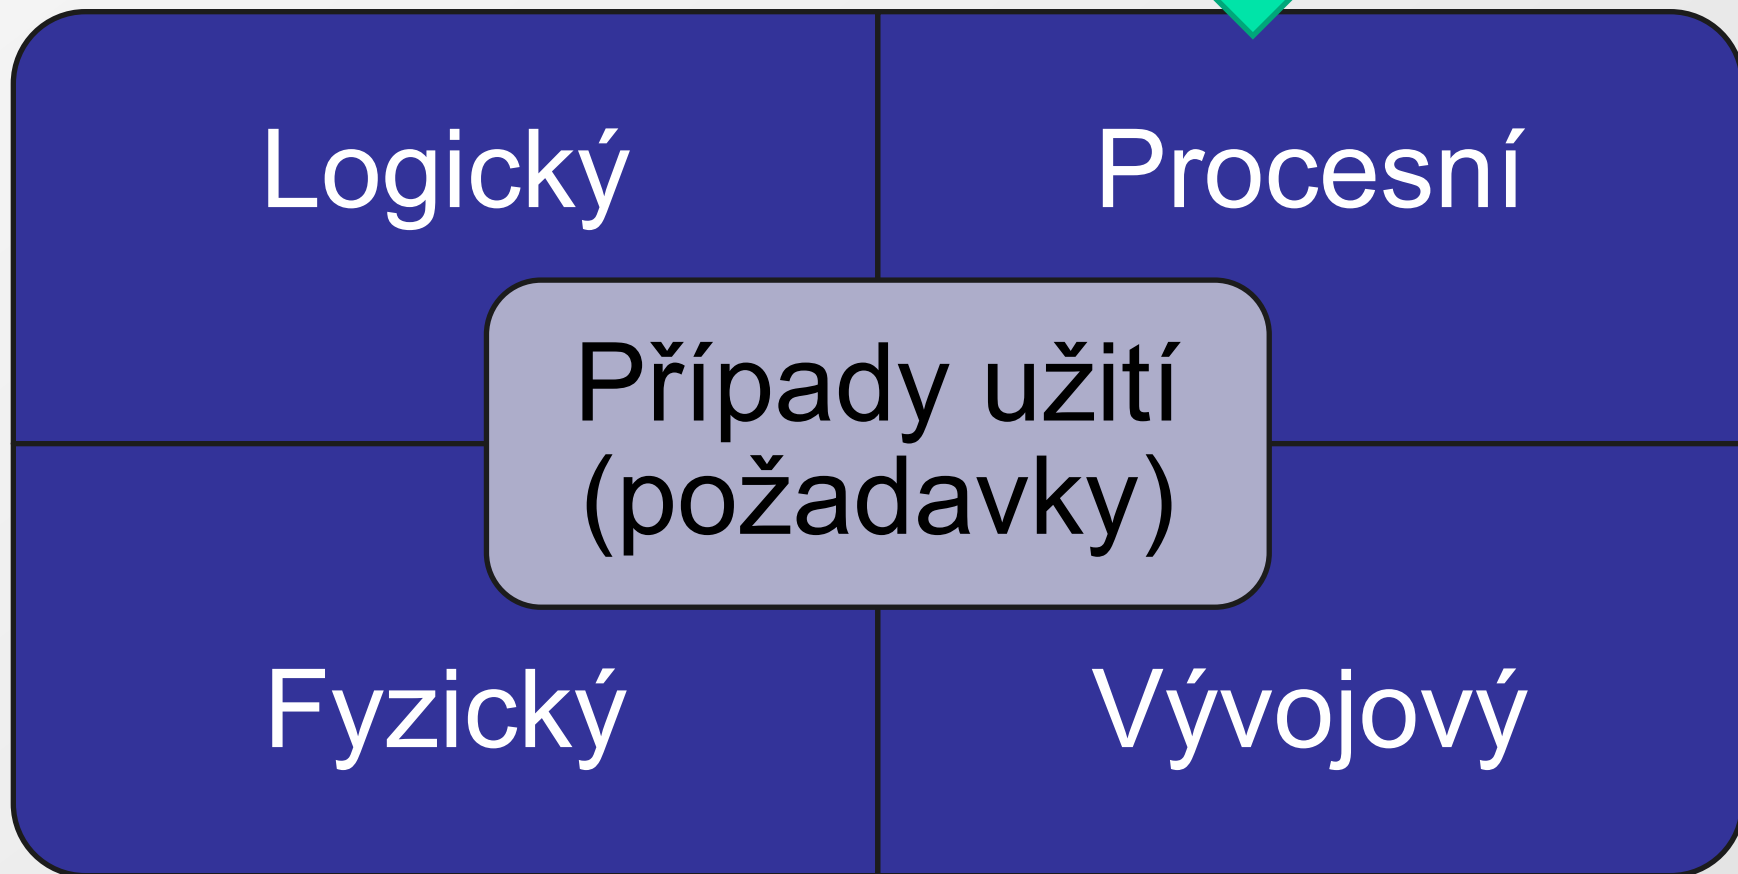 Logický
Procesní
Případy užití
(požadavky)
Fyzický
Vývojový